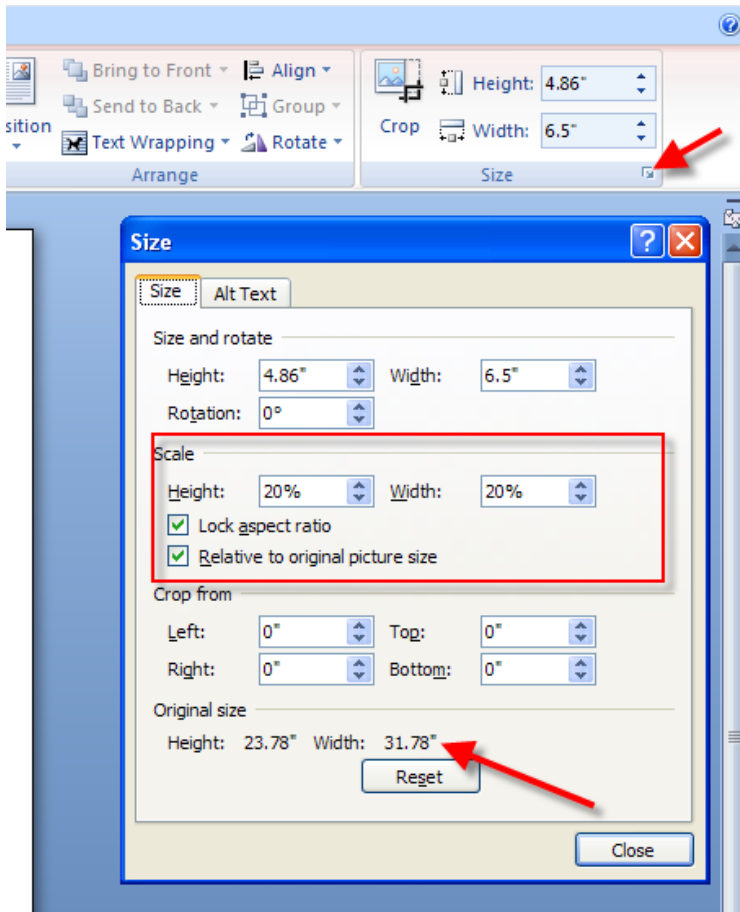 Bring to Front Align
Send to Back Group
sition Text Wrapping Rotate
Arrange
Crop
Height: 4.86"
Width: 6.5"
Size
Size
Size Alt Text
Size and rotate
Height: 4.86" Width: 6.5"
Rotation: 0°
Scale
Height: 20% Width: 20%
Lock aspect ratio
Relative to original picture size
Crop from
Left: 0" Top: 0"
Right: 0" Bottom: 0"
Original size
Height: 23.78" Width: 31.78"
Reset
Close